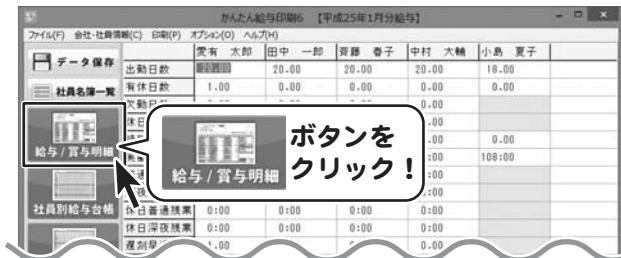 かんたん給与印刷6 【平成25年1月分給与】
ファイル(F) 会社・社員情報(C) 印刷(P) オプション(O) ヘルプ(H)
データ保存
社員名簿一覧
給与/賞与明細
社員別給与台帳
愛有 太郎 田中 一郎 斉藤 春子 中村 大輔 小島 夏子
出勤日数 20.00 20.00 20.00 20.00 18.00
有休日数 1.00 0.00 0.00 0.00 0.00
欠勤日 0.00
休日 .00
.00 0.00
:00 108:00
:00
:00
休日普通残業 0:00 0:00 0:00 0:00
休日深夜残業 0:00 0:00 0:00 0:00
遅刻早 1.00 0.00
給与/賞与明細
ボタンを
クリック！